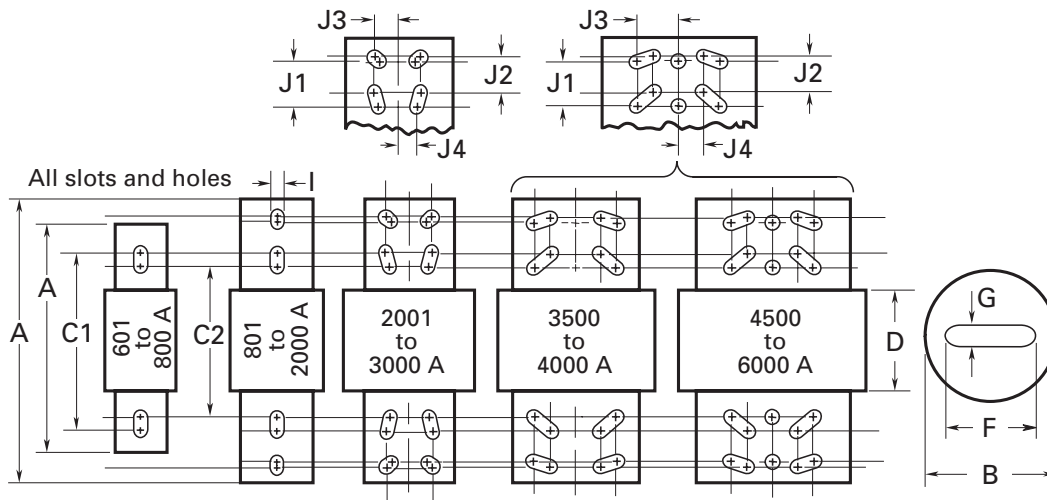 J3
J1
J2
J4
J3
J1
J2
J4
All slots and holes
I
A
A
C1
601
to
800 A
C2
801
to
2000 A
2001
to
3000 A
3500
to
4000 A
4500
to
6000 A
D
G
F
B